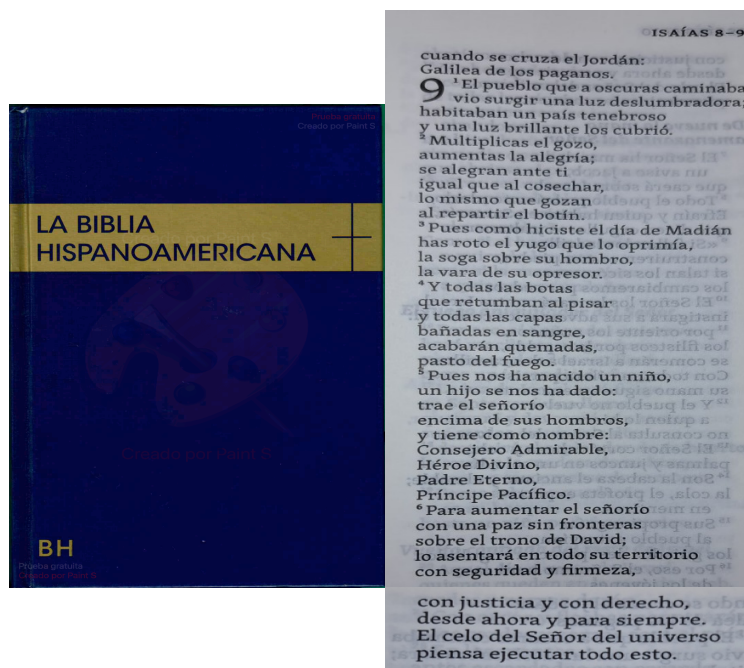 Prueba gratuita
Creado por Paint S
LA BIBLIA
HISPANOAMERICANA
Creado por Paint S
BH
Prueba gratuita
Creado por Paint S
ISAÍAS 8-9
cuando se cruza el Jordán:
Galilea de los paganos.
9 ¹El pueblo que a oscuras caminaba
vio surgir una luz deslumbradora;
habitaban un país tenebroso
y una luz brillante los cubrió.
² Multiplicas el gozo,
aumentas la alegría;
se alegran ante ti
igual que al cosechar,
lo mismo que gozan
al repartir el botín.
³ Pues como hiciste el día de Madián
has roto el yugo que lo oprimía,
la soga sobre su hombro,
la vara de su opresor.
⁴ Y todas las botas
que retumban al pisar
y todas las capas
bañadas en sangre,
acabarán quemadas,
pasto del fuego.
⁵ Pues nos ha nacido un niño,
un hijo se nos ha dado:
trae el señorío
encima de sus hombros,
y tiene como nombre:
Consejero Admirable,
Héroe Divino,
Padre Eterno,
Príncipe Pacífico.
⁶ Para aumentar el señorío
con una paz sin fronteras
sobre el trono de David;
lo asentará en todo su territorio
con seguridad y firmeza,
con justicia y con derecho,
desde ahora y para siempre.
El celo del Señor del universo
piensa ejecutar todo esto.